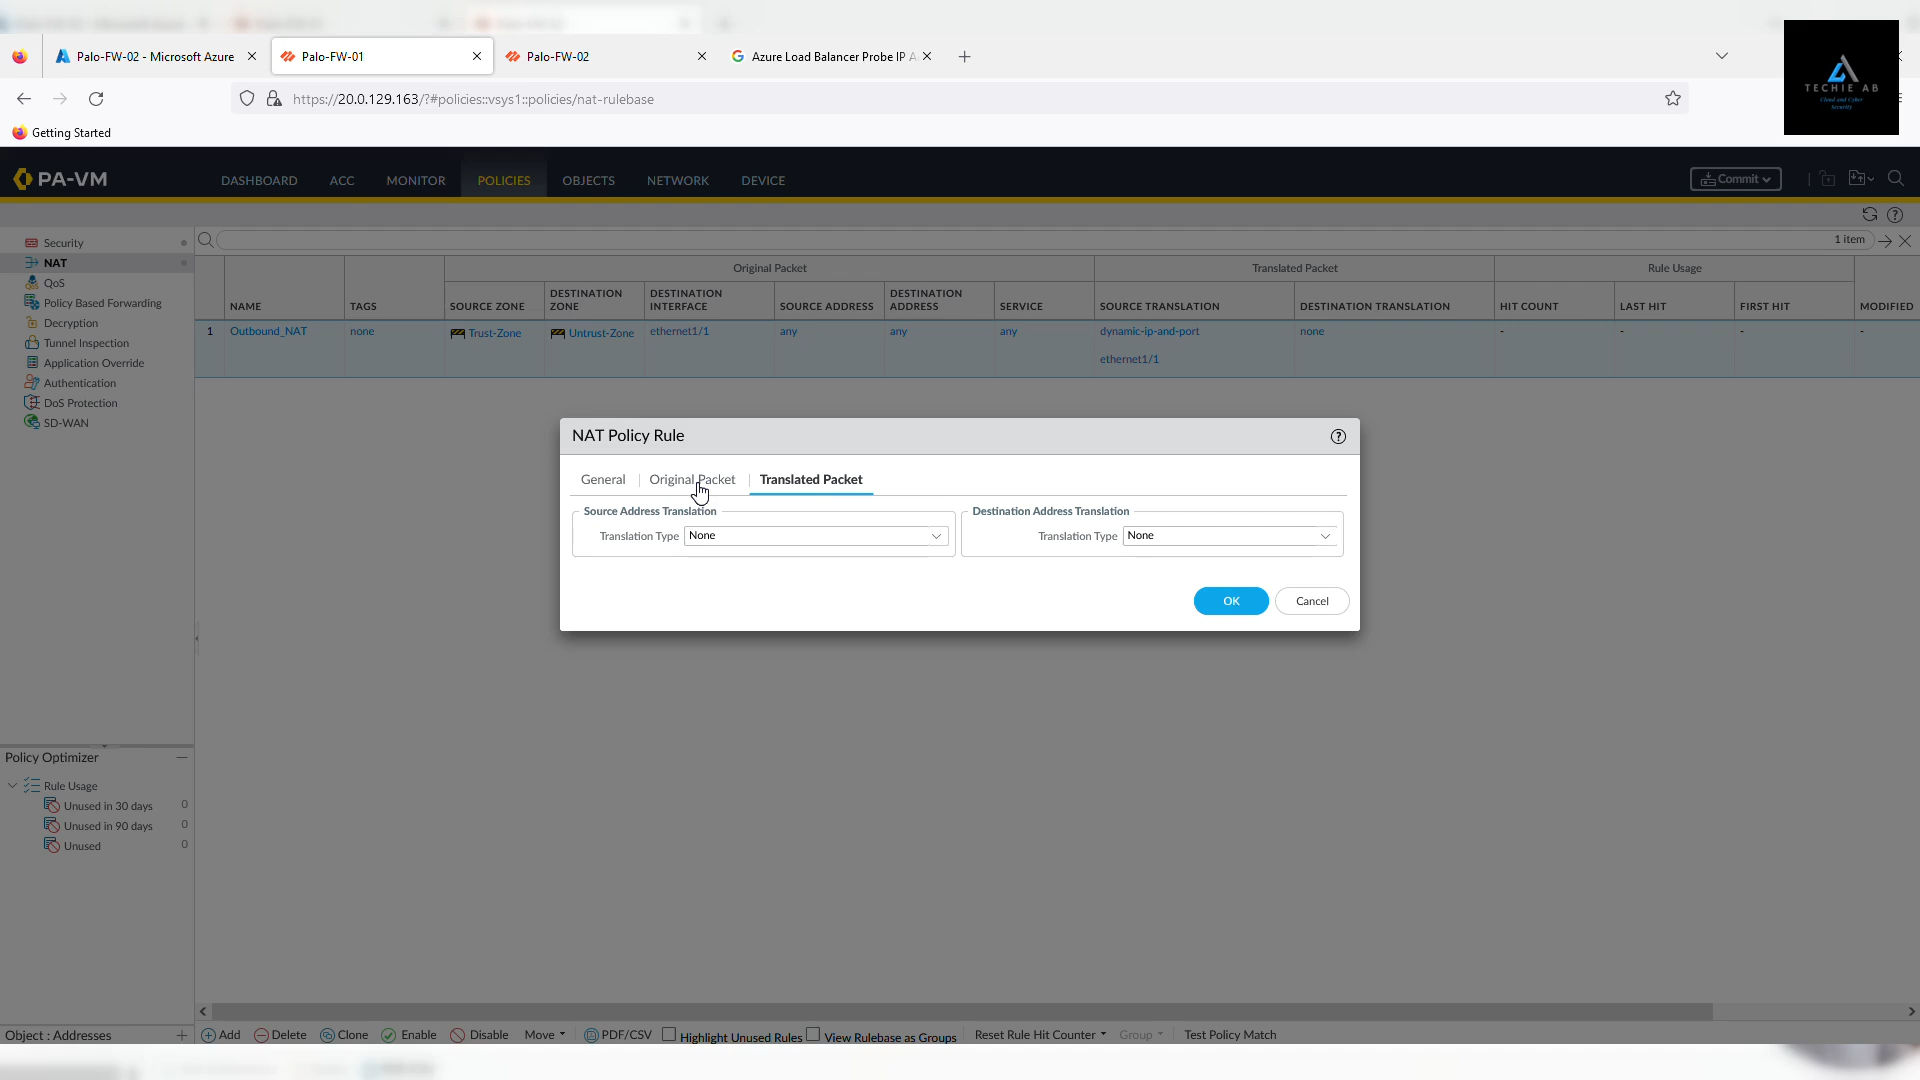 Palo-FW-02 - Microsoft Azure
Palo-FW-01
Palo-FW-02
Azure Load Balancer Probe IP A
https://20.0.129.163/?#policies::vsys1::policies/nat-rulebase
Getting Started
TECHIE AB
Cloud and Cyber
Security
PA-VM
DASHBOARD
ACC
MONITOR
POLICIES
OBJECTS
NETWORK
DEVICE
Commit
Security
NAT
QoS
Policy Based Forwarding
Decryption
Tunnel Inspection
Application Override
Authentication
DoS Protection
SD-WAN
1 item
Original Packet
Translated Packet
Rule Usage
NAME
TAGS
SOURCE ZONE
DESTINATION ZONE
DESTINATION INTERFACE
SOURCE ADDRESS
DESTINATION ADDRESS
SERVICE
SOURCE TRANSLATION
DESTINATION TRANSLATION
HIT COUNT
LAST HIT
FIRST HIT
MODIFIED
1 Outbound_NAT none Trust-Zone Untrust-Zone ethernet1/1 any any any dynamic-ip-and-port none - - - -
ethernet1/1
NAT Policy Rule
General
Original Packet
Translated Packet
Source Address Translation
Translation Type None
Destination Address Translation
Translation Type None
OK
Cancel
Policy Optimizer
Rule Usage
Unused in 30 days 0
Unused in 90 days 0
Unused 0
Object : Addresses
Add
Delete
Clone
Enable
Disable
Move
PDF/CSV
Highlight Unused Rules
View Rulebase as Groups
Reset Rule Hit Counter
Group
Test Policy Match